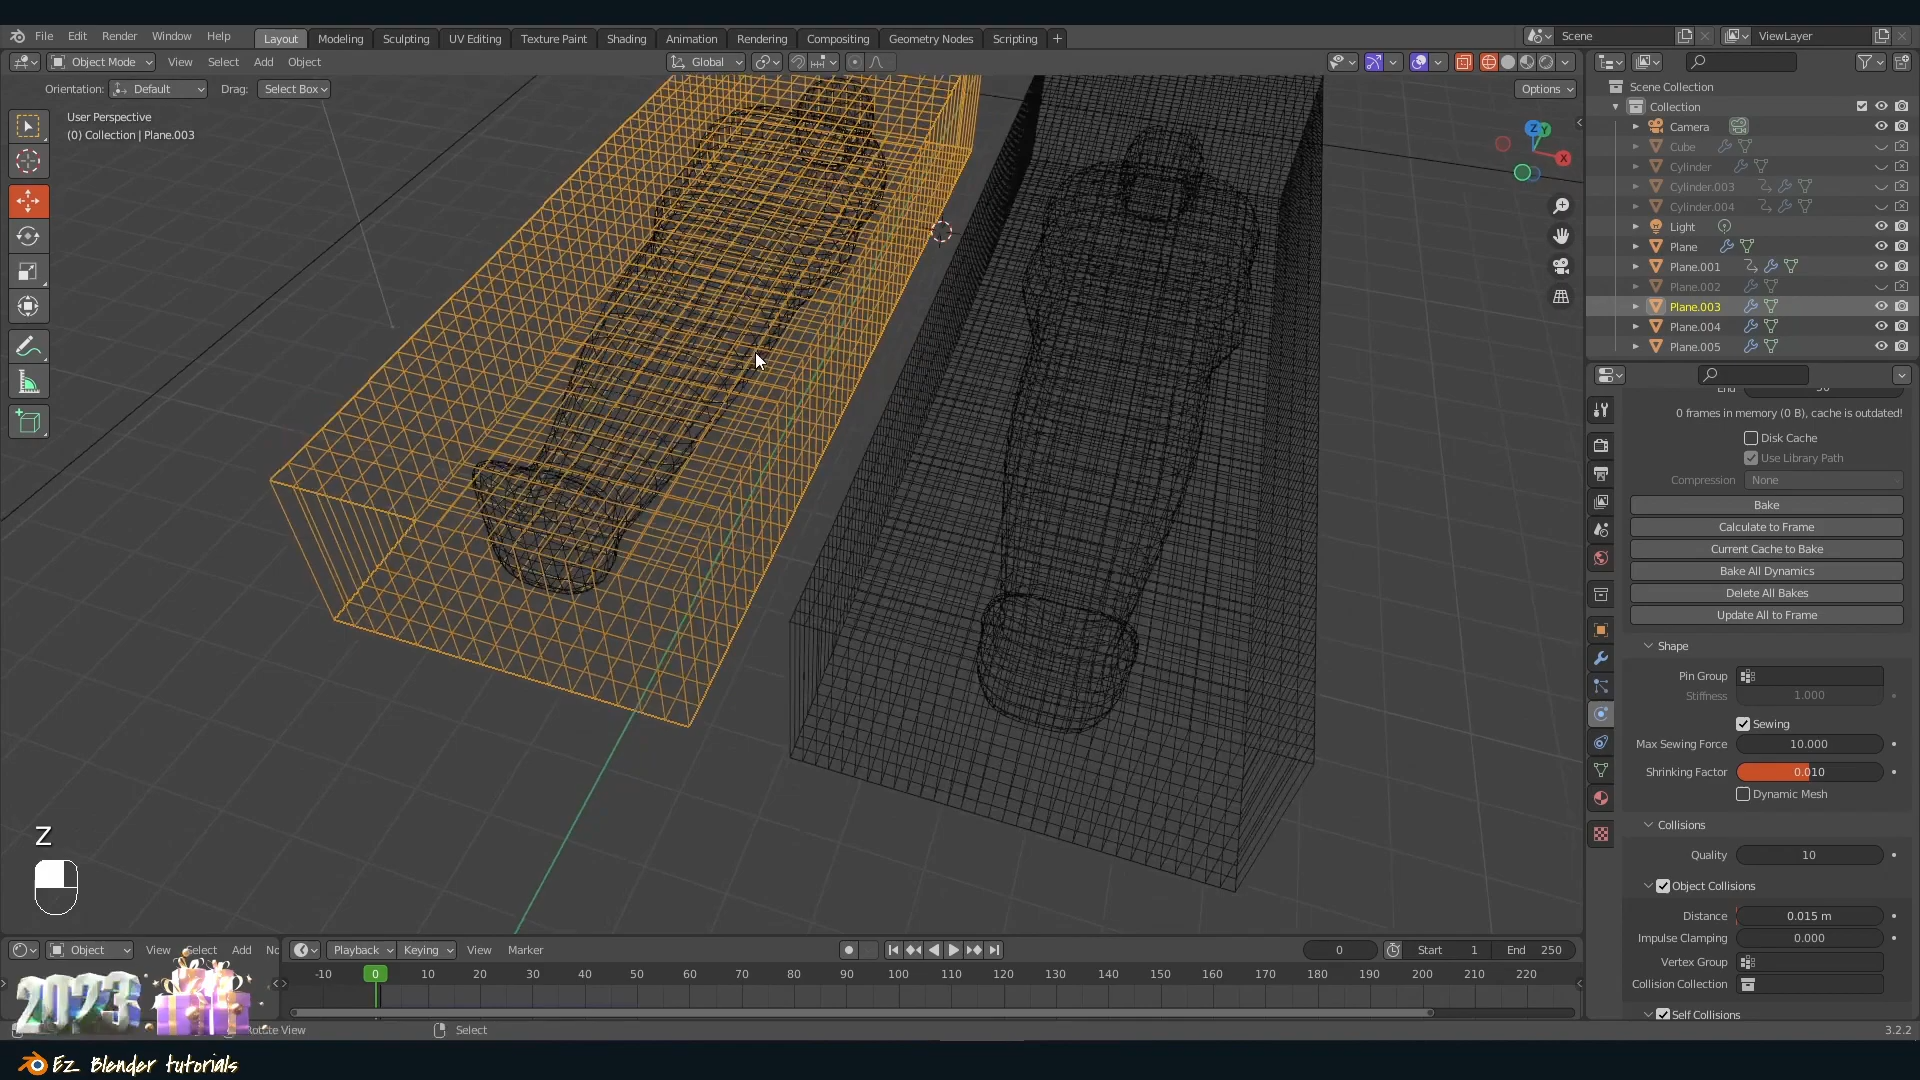 File Edit Render Window Help Layout Modeling Sculpting UV Editing Texture Paint Shading Animation Rendering Compositing Geometry Nodes Scripting + Scene ViewLayer
Object Mode View Select Add Object Global
Orientation: Default Drag: Select Box Options
User Perspective
(0) Collection | Plane.003
Z
Y
X
Scene Collection
Collection
Camera
Cube
Cylinder
Cylinder.003
Cylinder.004
Light
Plane
Plane.001
Plane.002
Plane.003
Plane.004
Plane.005
End
0 frames in memory (0 B), cache is outdated!
Disk Cache
Use Library Path
Compression None
Bake
Calculate to Frame
Current Cache to Bake
Bake All Dynamics
Delete All Bakes
Update All to Frame
Shape
Pin Group
Stiffness 1.000
Sewing
Max Sewing Force 10.000
Shrinking Factor 0.010
Dynamic Mesh
Collisions
Quality 10
Object Collisions
Distance 0.015 m
Impulse Clamping 0.000
Vertex Group
Collision Collection
Self Collisions
Z
Object View Select Add Playback Keying View Marker 0 Start 1 End 250
-10 0 10 20 30 40 50 60 70 80 90 100 110 120 130 140 150 160 170 180 190 200 210 220
2023
Rotate View Select 3.2.2
Ez Blender tutorials